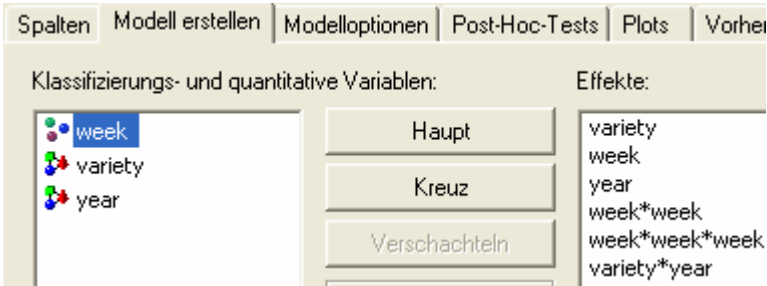 Spalten Modell erstellen Modelloptionen Post-Hoc-Tests Plots
Klassifizierungs- und quantitative Variablen: Effekte:
week Haupt variety
variety week
year Kreuz year
week*week
Verschachteln week*week*week
variety*year